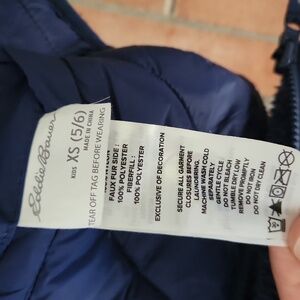 Eddie Bauer
KIDS XS (5/6)
MADE IN CHINA
TEAR OFF TAG BEFORE WEARING
FAUX FUR SIDE :
100% POLYESTER
FIBERFILL :
100% POLYESTER
EXCLUSIVE OF DECORATION
SECURE ALL GARMENT
CLOSURES BEFORE
LAUNDERING.
MACHINE WASH COLD
SEPARATELY
GENTLE CYCLE
DO NOT BLEACH
TUMBLE DRY LOW
REMOVE PROMPTLY
DO NOT IRON
DO NOT DRY CLEAN